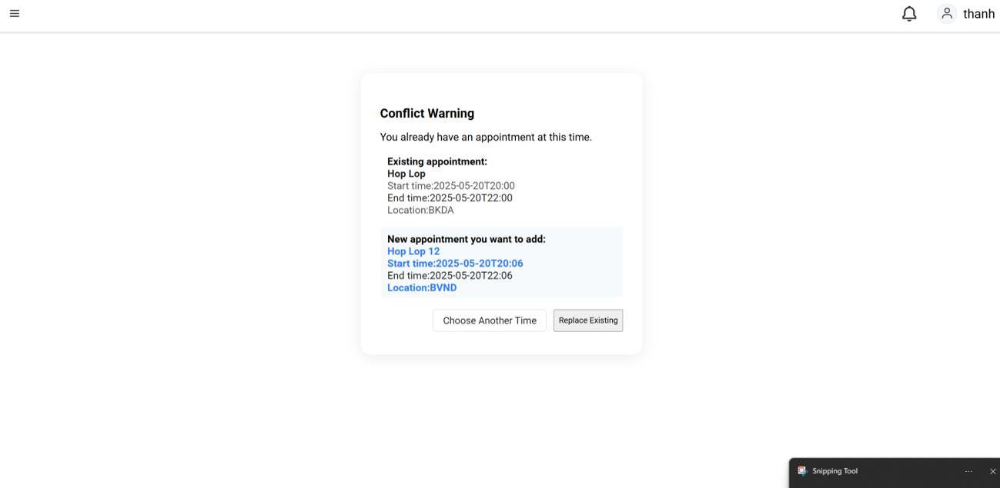 thanh
Conflict Warning
You already have an appointment at this time.
Existing appointment:
Hop Lop
Start time:2025-05-20T20:00
End time:2025-05-20T22:00
Location:BKDA
New appointment you want to add:
Hop Lop 12
Start time:2025-05-20T20:06
End time:2025-05-20T22:06
Location:BVND
Choose Another Time Replace Existing
Snipping Tool